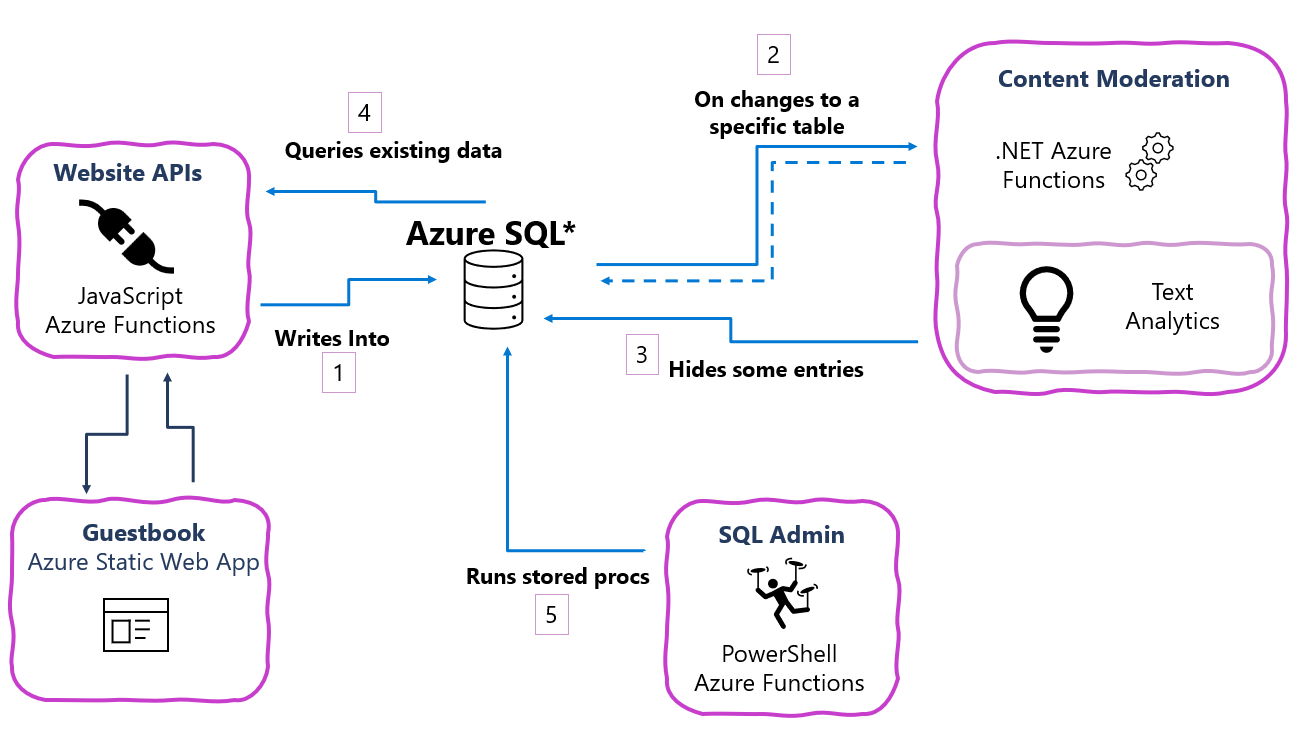 2
On changes to a
specific table
Content Moderation
.NET Azure
Functions
Text
Analytics
4
Queries existing data
Website APIs
JavaScript
Azure Functions
Azure SQL*
Writes Into
1
3
Hides some entries
Guestbook
Azure Static Web App
Runs stored procs
5
SQL Admin
PowerShell
Azure Functions